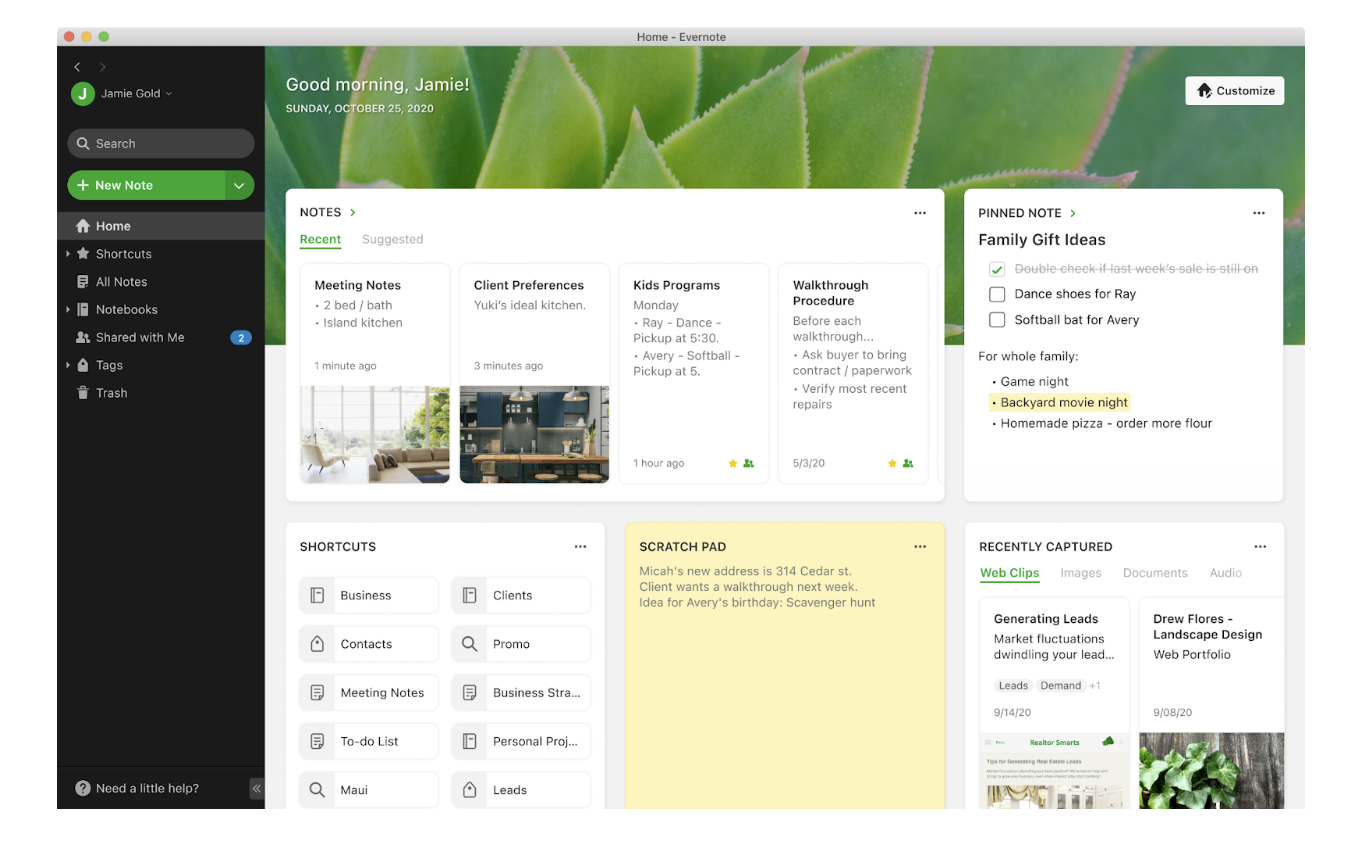 Home - Evernote
J
Jamie Gold
Search
+ New Note
Home
Shortcuts
All Notes
Notebooks
Shared with Me
2
Tags
Trash
Need a little help?
Good morning, Jamie!
SUNDAY, OCTOBER 25, 2020
Customize
NOTES
Recent
Suggested
Meeting Notes
• 2 bed / bath
• Island kitchen
1 minute ago
Client Preferences
Yuki's ideal kitchen.
3 minutes ago
Kids Programs
Monday
• Ray - Dance -
Pickup at 5:30.
• Avery - Softball -
Pickup at 5.
1 hour ago
Walkthrough
Procedure
Before each
walkthrough...
• Ask buyer to bring
contract / paperwork
• Verify most recent
repairs
5/3/20
PINNED NOTE
Family Gift Ideas
Double check if last week's sale is still on
Dance shoes for Ray
Softball bat for Avery
For whole family:
• Game night
• Backyard movie night
• Homemade pizza - order more flour
SHORTCUTS
Business
Clients
Contacts
Promo
Meeting Notes
Business Stra...
To-do List
Personal Proj...
Maui
Leads
SCRATCH PAD
Micah's new address is 314 Cedar st.
Client wants a walkthrough next week.
Idea for Avery's birthday: Scavenger hunt
RECENTLY CAPTURED
Web Clips
Images
Documents
Audio
Generating Leads
Market fluctuations
dwindling your lead...
Leads
Demand
+1
9/14/20
Realtor Smarts
Tips for Generating Real Estate Leads
Drew Flores -
Landscape Design
Web Portfolio
9/08/20